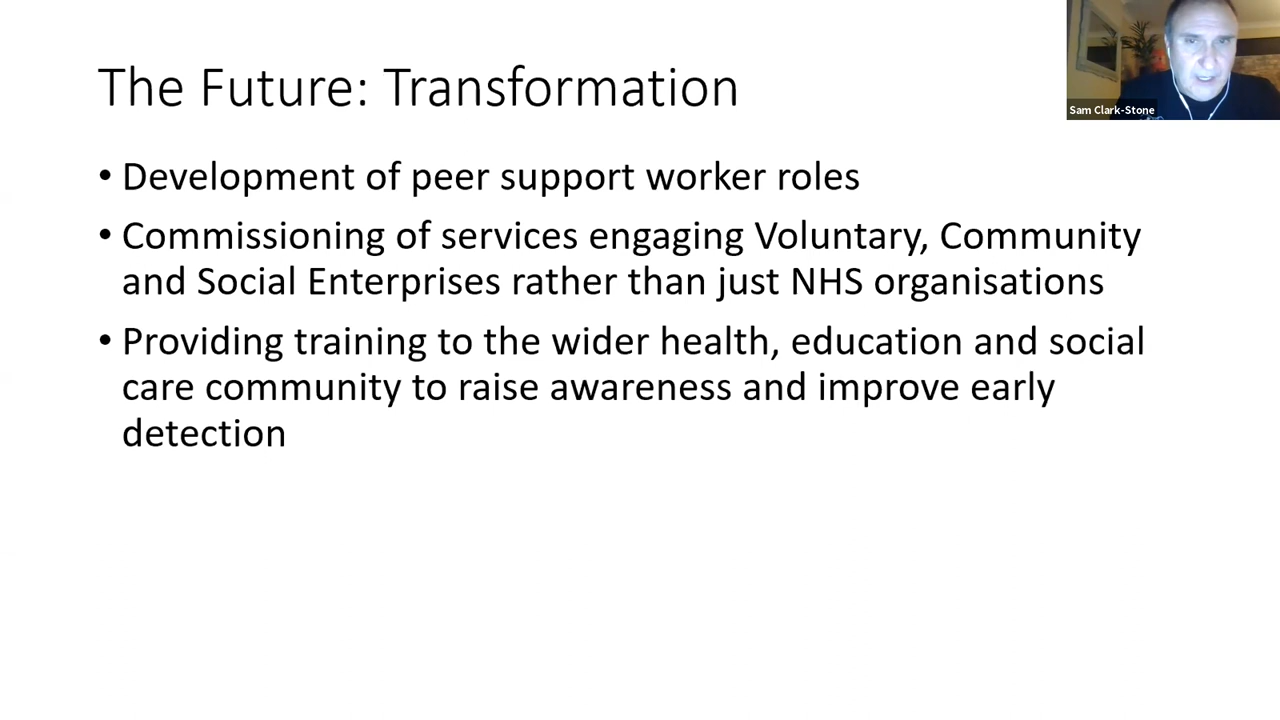 The Future: Transformation
Sam Clark-Stone
• Development of peer support worker roles
• Commissioning of services engaging Voluntary, Community
and Social Enterprises rather than just NHS organisations
• Providing training to the wider health, education and social
care community to raise awareness and improve early
detection